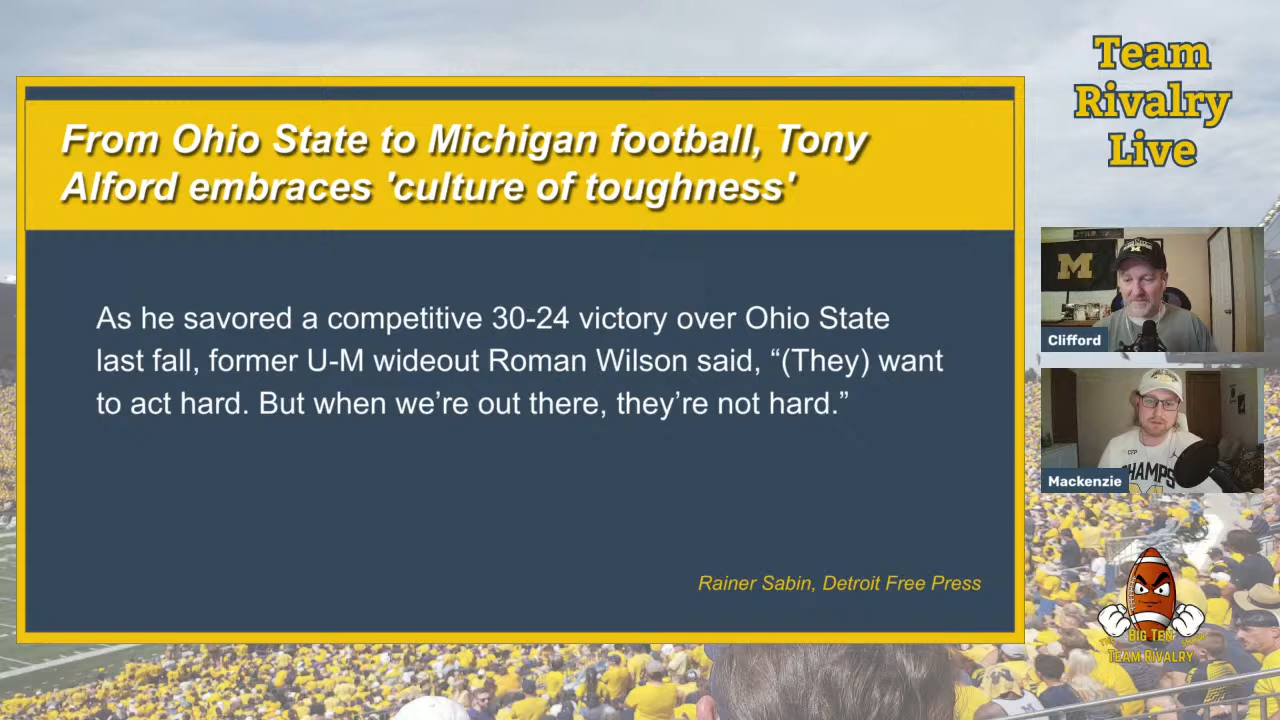 From Ohio State to Michigan football, Tony
Alford embraces 'culture of toughness'
As he savored a competitive 30-24 victory over Ohio State
last fall, former U-M wideout Roman Wilson said, “(They) want
to act hard. But when we’re out there, they’re not hard.”
Rainer Sabin, Detroit Free Press
Team
Rivalry
Live
M
Clifford
CFP
CHAMPS
Mackenzie
BIG TEN
TEAM RIVALRY